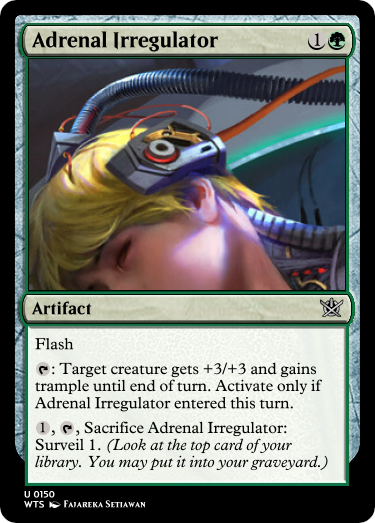 Adrenal Irregulator 1
Artifact
Flash
: Target creature gets +3/+3 and gains
trample until end of turn. Activate only if
Adrenal Irregulator entered this turn.
1, , Sacrifice Adrenal Irregulator:
Surveil 1. (Look at the top card of your
library. You may put it into your graveyard.)
U 0150
WTS Fajareka Setiawan